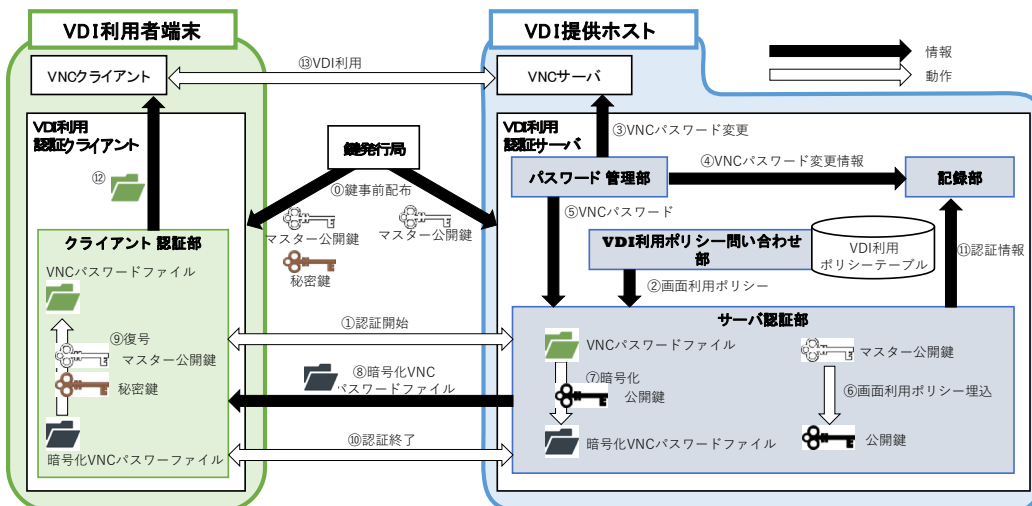 VDI利用者端末
VDI提供ホスト
情報
動作
VNCクライアント
⑬VDI利用
VNCサーバ
VDI利用
認証クライアント
鍵発行局
VDI利用
認証サーバ
③VNCパスワード変更
④VNCパスワード変更情報
パスワード 管理部
記録部
⑫
⓪鍵事前配布
マスター公開鍵
マスター公開鍵
秘密鍵
⑤VNCパスワード
VDI利用ポリシー問い合わせ
部
VDI利用
ポリシーテーブル
⑪認証情報
②画面利用ポリシー
クライアント 認証部
VNCパスワードファイル
⑨復号
マスター公開鍵
秘密鍵
暗号化VNCパスワーファイル
①認証開始
⑧暗号化VNC
パスワードファイル
⑩認証終了
サーバ認証部
VNCパスワードファイル
⑦暗号化
公開鍵
暗号化VNCパスワードファイル
マスター公開鍵
⑥画面利用ポリシー埋込
公開鍵